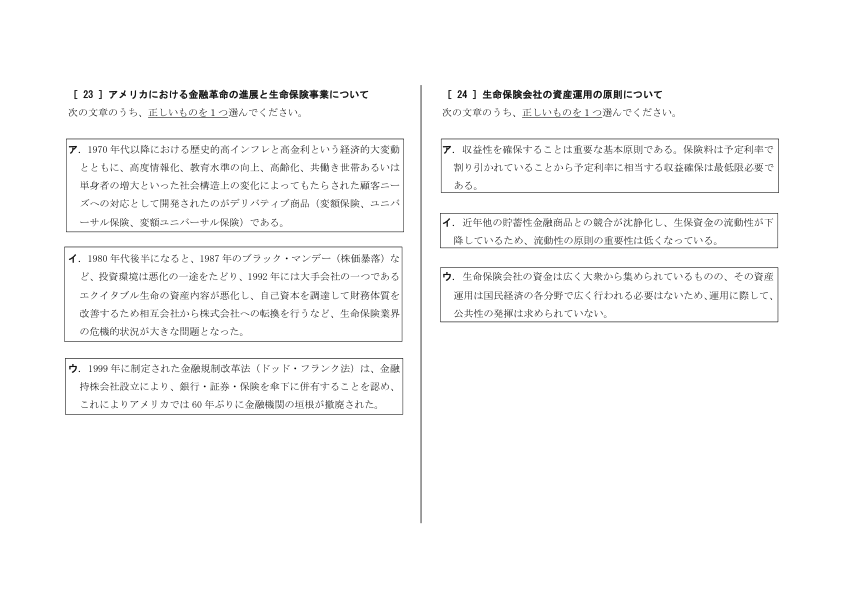 [ 23 ] アメリカにおける金融革命の進展と生命保険事業について
次の文章のうち、正しいものを１つ選んでください。
ア．1970 年代以降における歴史的高インフレと高金利という経済的大変動
とともに、高度情報化、教育水準の向上、高齢化、共働き世帯あるいは
単身者の増大といった社会構造上の変化によってもたらされた顧客ニー
ズへの対応として開発されたのがデリバティブ商品（変額保険、ユニバ
ーサル保険、変額ユニバーサル保険）である。
イ．1980 年代後半になると、1987 年のブラック・マンデー（株価暴落）な
ど、投資環境は悪化の一途をたどり、1992 年には大手会社の一つである
エクイタブル生命の資産内容が悪化し、自己資本を調達して財務体質を
改善するため相互会社から株式会社への転換を行うなど、生命保険業界
の危機的状況が大きな問題となった。
ウ．1999 年に制定された金融規制改革法（ドッド・フランク法）は、金融
持株会社設立により、銀行・証券・保険を傘下に併有することを認め、
これによりアメリカでは 60 年ぶりに金融機関の垣根が撤廃された。
[ 24 ] 生命保険会社の資産運用の原則について
次の文章のうち、正しいものを１つ選んでください。
ア．収益性を確保することは重要な基本原則である。保険料は予定利率で
割り引かれていることから予定利率に相当する収益確保は最低限必要で
ある。
イ．近年他の貯蓄性金融商品との競合が沈静化し、生保資金の流動性が下
降しているため、流動性の原則の重要性は低くなっている。
ウ．生命保険会社の資金は広く大衆から集められているものの、その資産
運用は国民経済の各分野で広く行われる必要はないため、運用に際して、
公共性の発揮は求められていない。